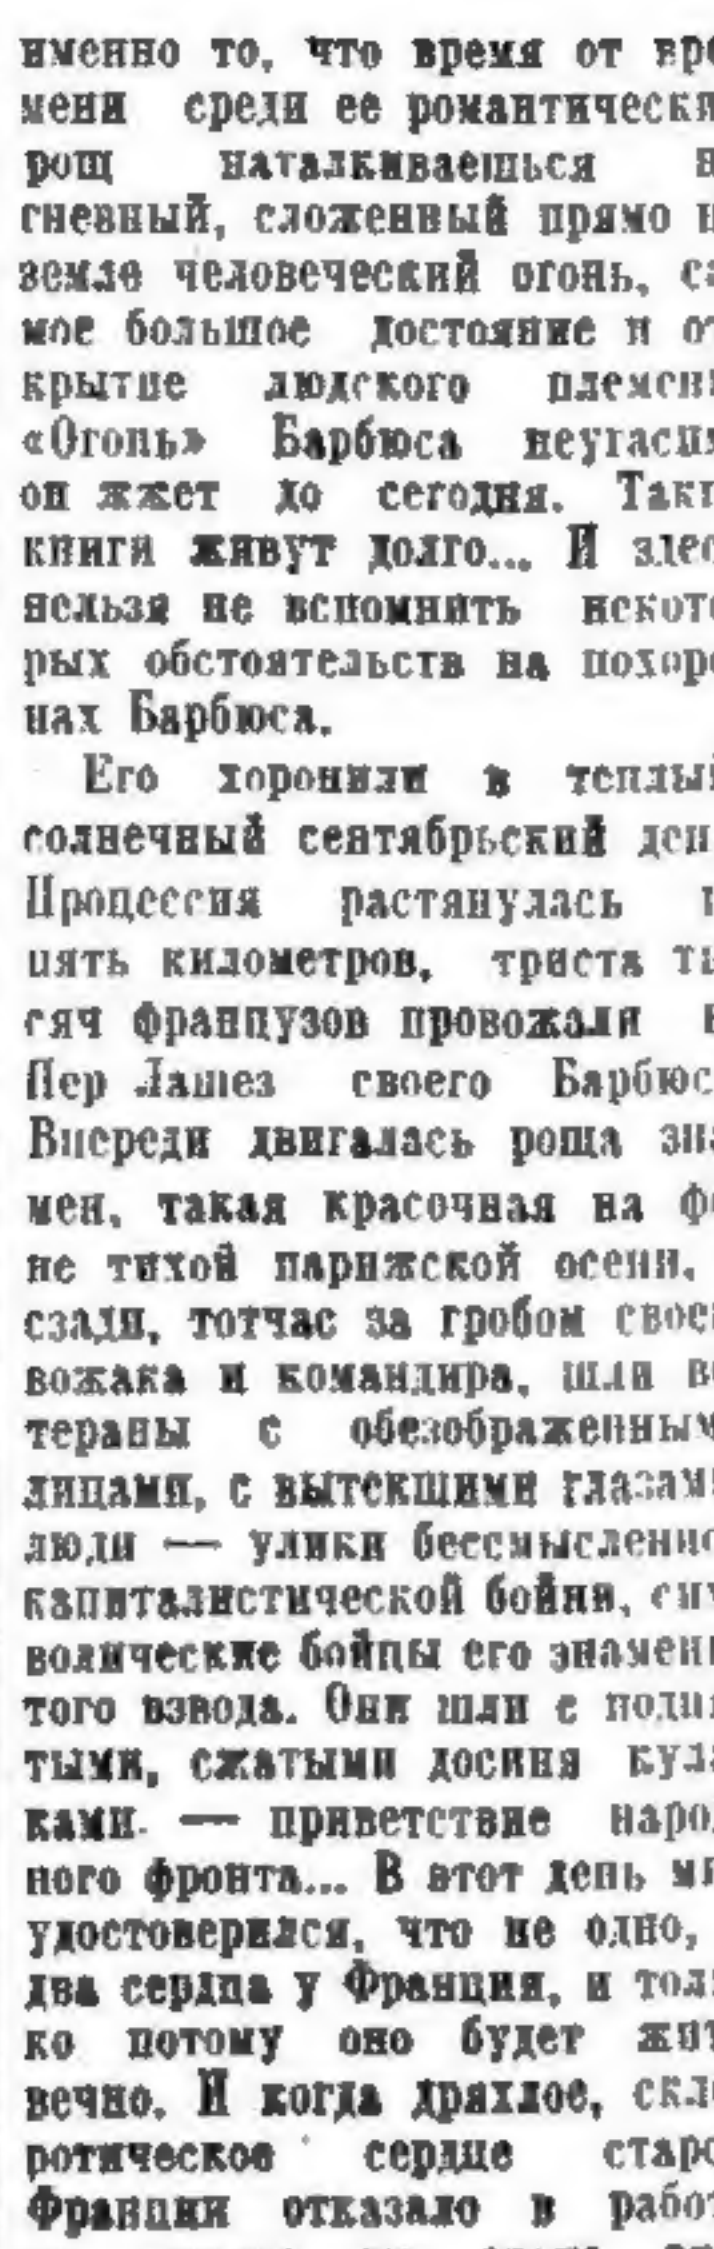 именно то, что время от вре
мени среди ее романтически
рощ наталкиваешься н
гневный, сложенный прямо н
земле человеческий огонь, са
мое большое достояние и от
крытие людского племени
«Огонь» Барбюса неугасим
он жжет до сегодня. Таки
книги живут долго... И здес
нельзя не вспомнить некото
рых обстоятельств на похоро
нах Барбюса.
Его хоронили в теплый
солнечный сентябрьский ден
Процессия растянулась
пять километров, триста ты
сяч французов провожали
Пер Лашез своего Барбюс
Впереди двигалась роща зна
мен, такая красочная на фо
не тихой парижской осени,
сзади, тотчас за гробом свое
вожака и командира, шли ве
тераны с обезображенным
лицами, с вытекшими глазам
люди — улики бессмысленно
капиталистической бойни, сим
волические бойцы его знамени
того взвода. Они шли с подня
тыми, сжатыми досиня кула
ками — приветствие народ
ного фронта... В этот день мы
удостоверился, что не одно,
два сердца у Франции, и толь
ко потому оно будет жит
вечно. И когда дряхлое, скле
ротическое сердце старо
Франции отказало в работ